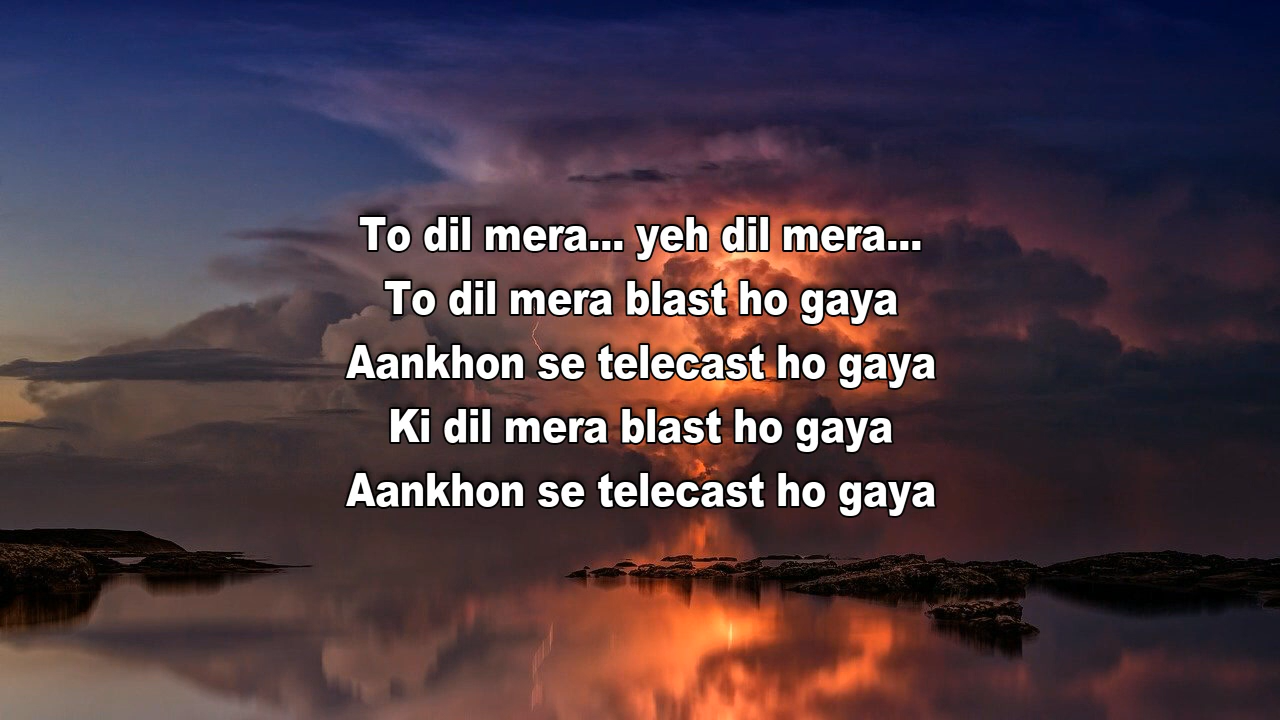 To dil mera... yeh dil mera...
To dil mera blast ho gaya
Aankhon se telecast ho gaya
Ki dil mera blast ho gaya
Aankhon se telecast ho gaya